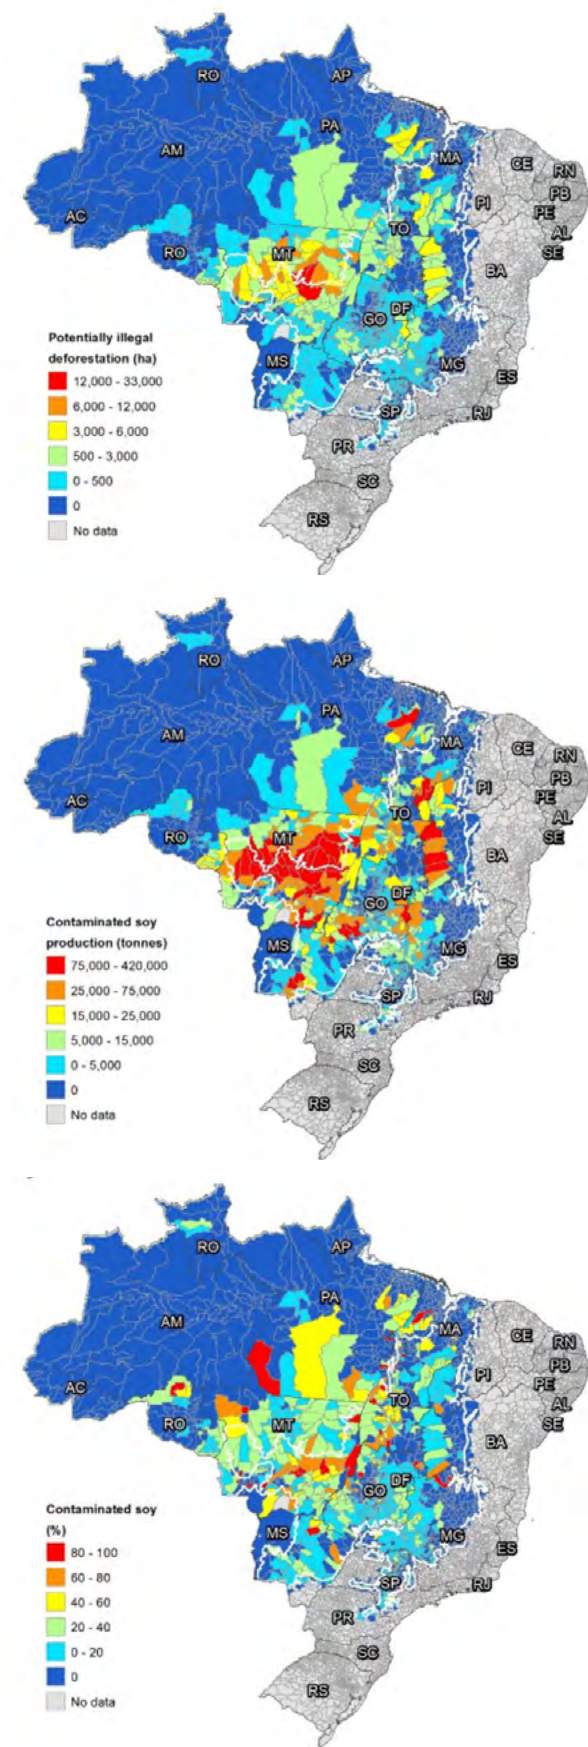 RO
AP
PA
AM
MA
CE
RN
PB
PI
PE
AC
TO
AL
RO
MT
SE
BA
DF
GO
Potentially illegal
deforestation (ha)
MS
MG
12,000 - 33,000
ES
6,000 - 12,000
SP
RJ
3,000 - 6,000
PR
500 - 3,000
0 - 500
SC
0
RS
No data
RO
AP
PA
AM
MA
CE
RN
PB
PI
PE
AC
TO
AL
RO
MT
SE
BA
DF
GO
Contaminated soy
production (tonnes)
MS
MG
75,000 - 420,000
ES
25,000 - 75,000
SP
RJ
15,000 - 25,000
PR
5,000 - 15,000
0 - 5,000
SC
0
RS
No data
RO
AP
PA
AM
MA
CE
RN
PB
PI
PE
AC
TO
AL
RO
MT
SE
BA
DF
GO
Contaminated soy
(%)
MS
MG
80 - 100
ES
60 - 80
SP
RJ
40 - 60
PR
20 - 40
0 - 20
SC
0
RS
No data